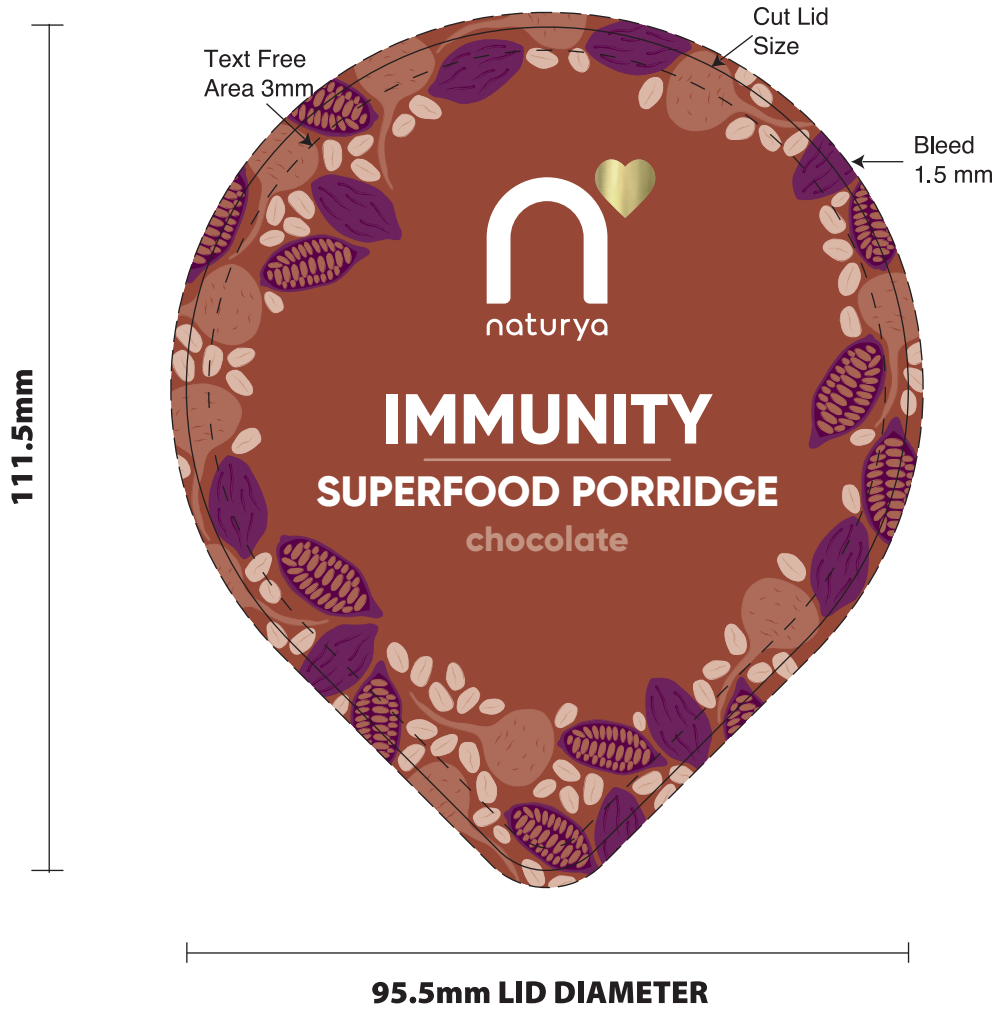 Cut Lid
Size
Text Free
Area 3mm
Bleed
1.5 mm
n
naturya
IMMUNITY
SUPERFOOD PORRIDGE
chocolate
111.5mm
95.5mm LID DIAMETER